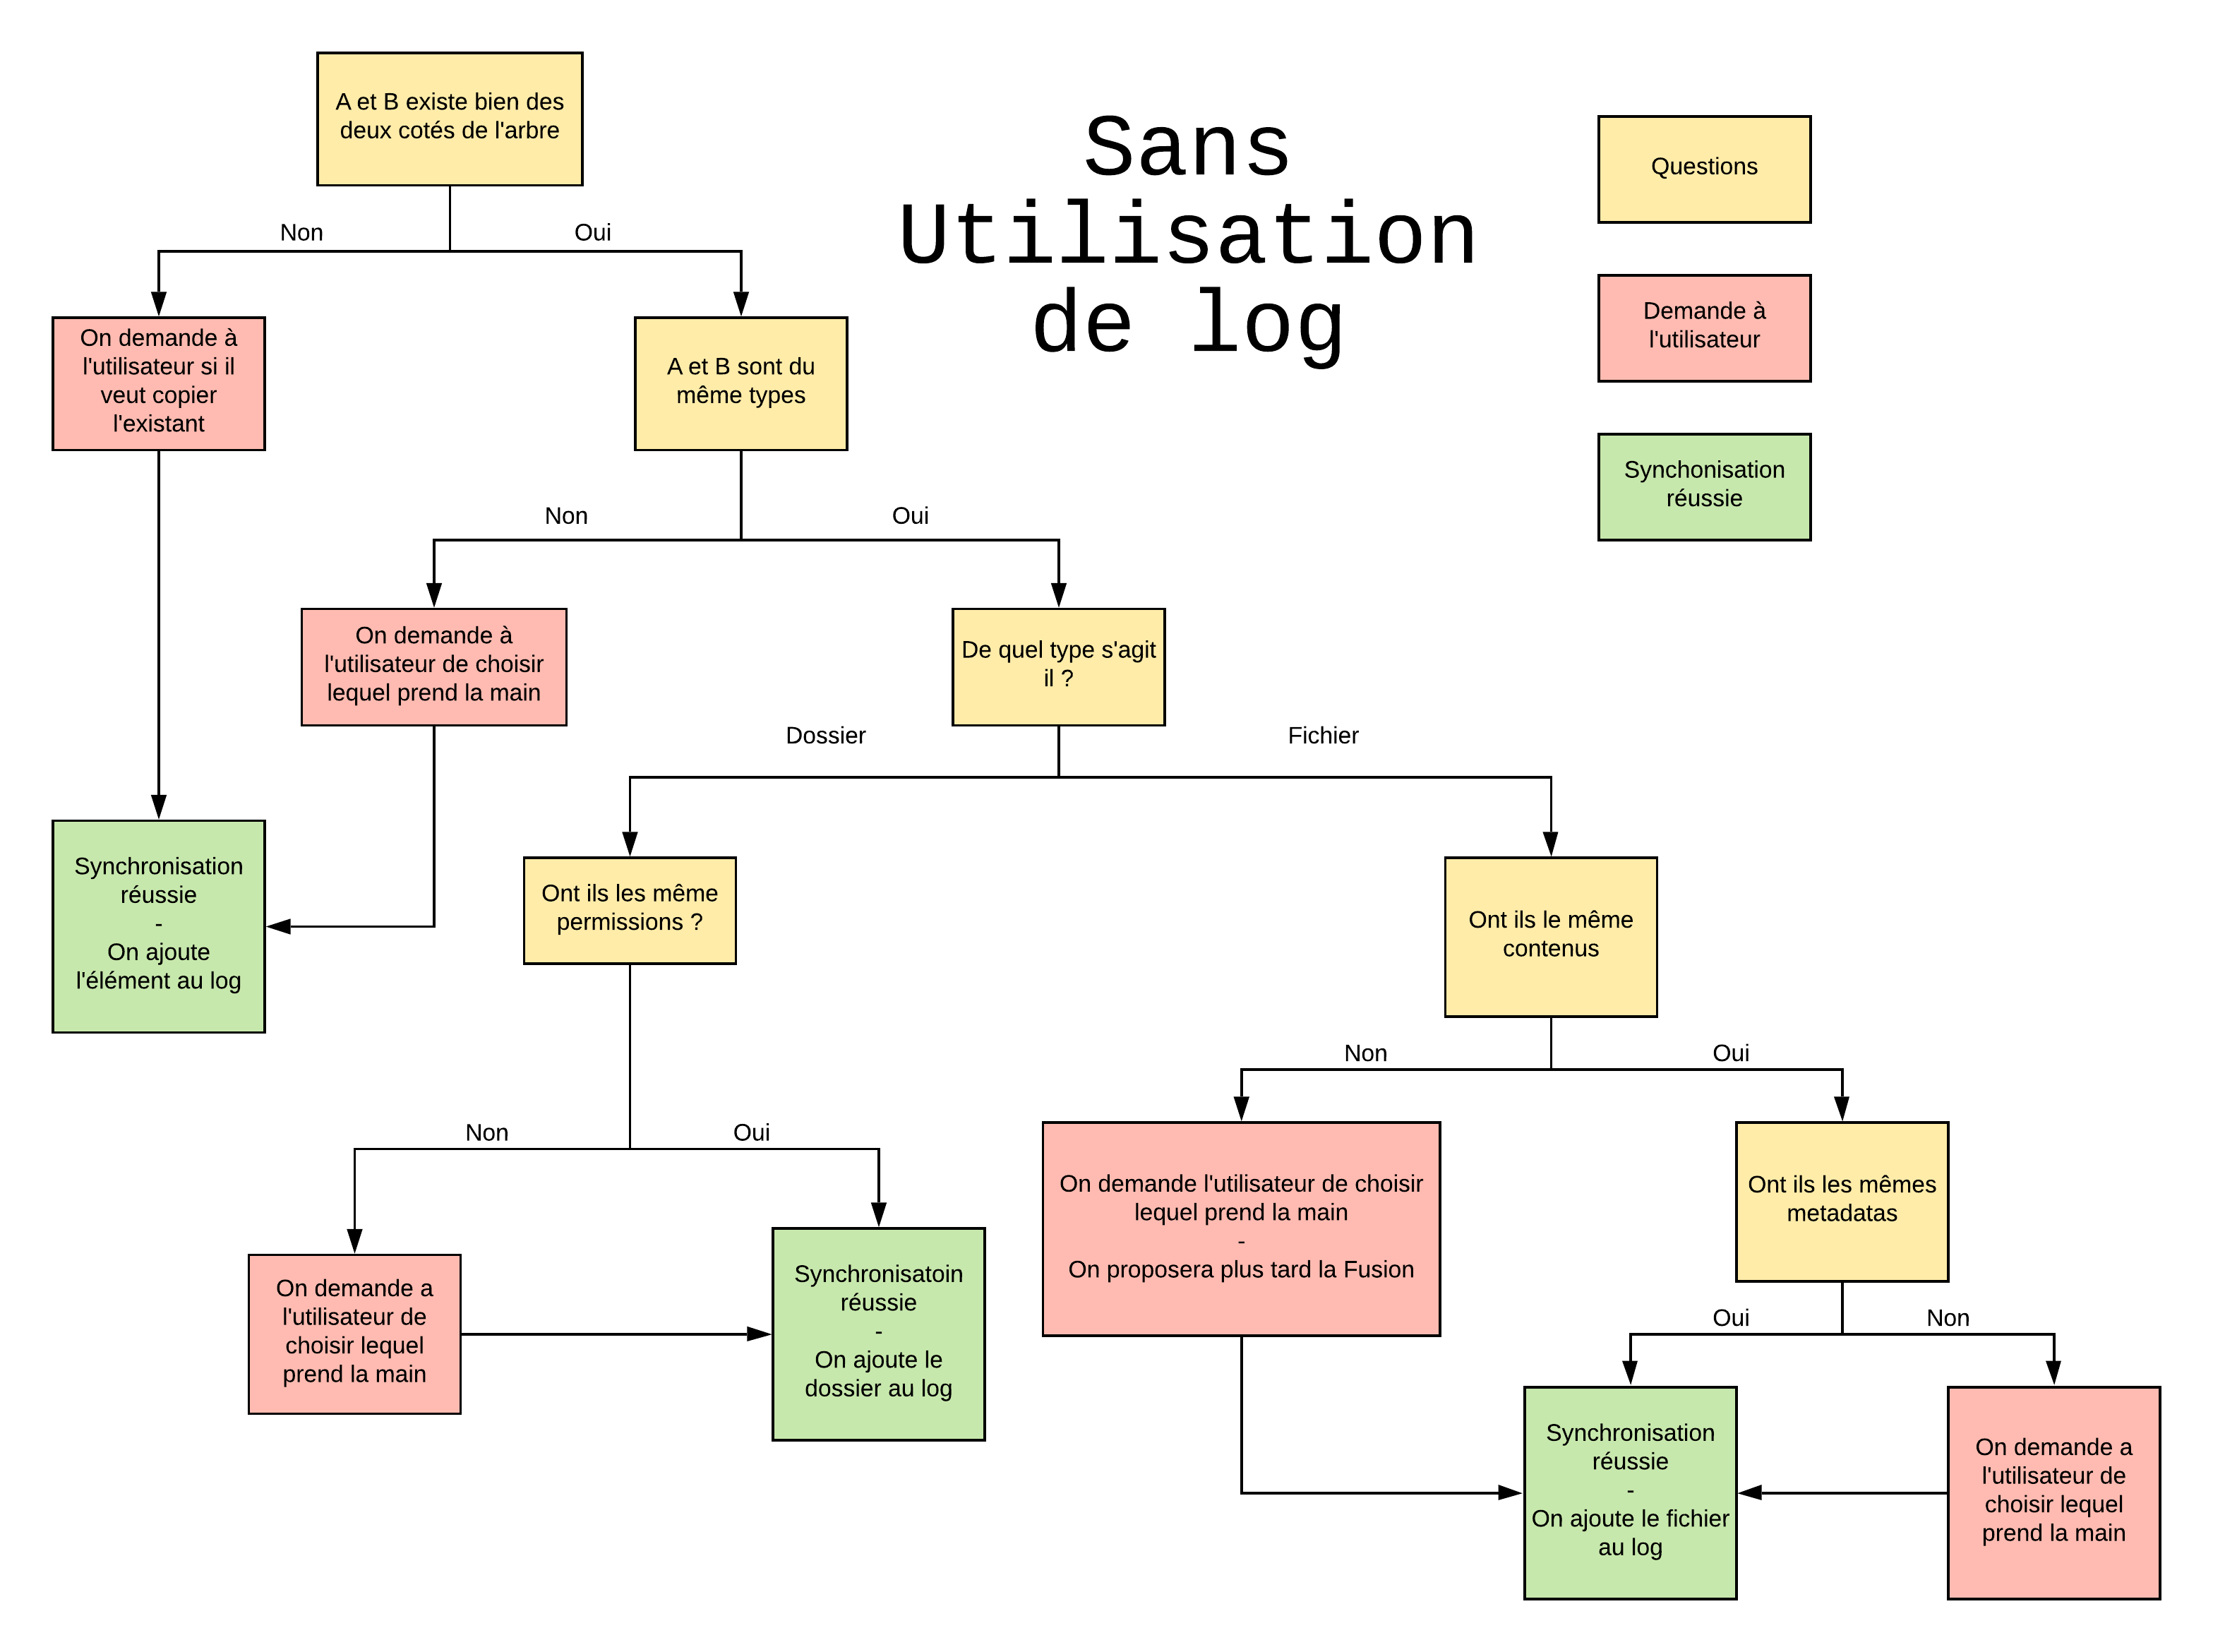 A et B existe bien des
deux cotés de l'arbre
Sans
Utilisation
de log
Questions
Non
Oui
Demande à
l'utilisateur
On demande à
l'utilisateur si il
veut copier
l'existant
A et B sont du
même types
Synchonisation
réussie
Non
Oui
On demande à
l'utilisateur de choisir
lequel prend la main
De quel type s'agit
il ?
Dossier
Fichier
Synchronisation
réussie
-
On ajoute
l'élément au log
Ont ils les même
permissions ?
Ont ils le même
contenus
Non
Oui
Non
Oui
On demande l'utilisateur de choisir
lequel prend la main
-
On proposera plus tard la Fusion
Ont ils les mêmes
metadatas
On demande a
l'utilisateur de
choisir lequel
prend la main
Synchronisatoin
réussie
-
On ajoute le
dossier au log
Oui
Non
Synchronisation
réussie
-
On ajoute le fichier
au log
On demande a
l'utilisateur de
choisir lequel
prend la main